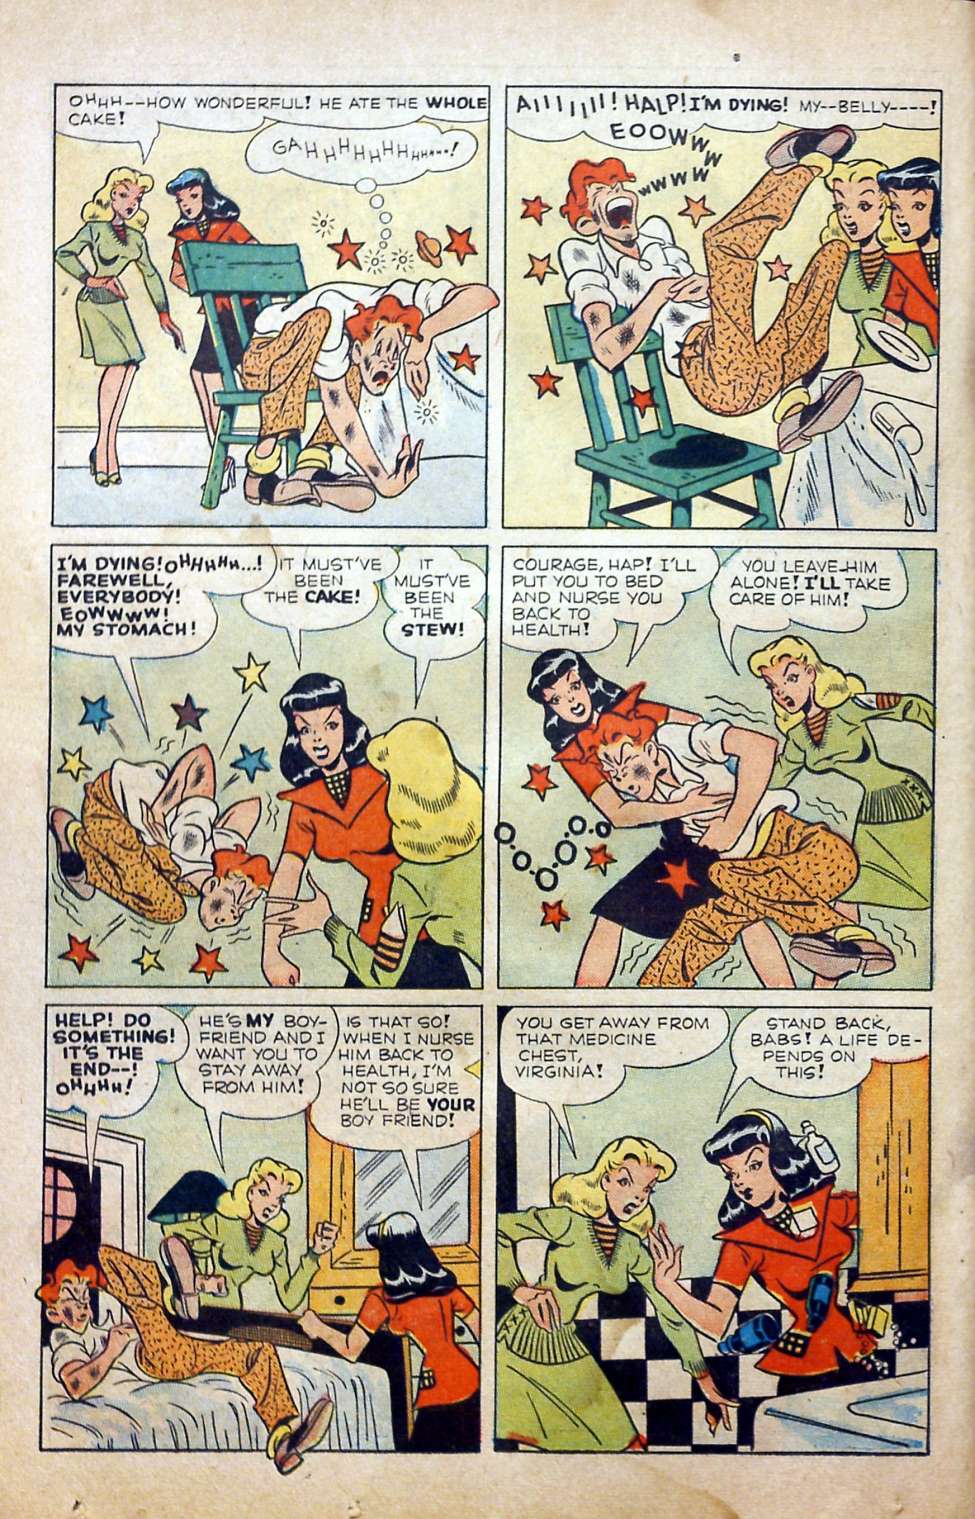 OHHH--HOW WONDERFUL! HE ATE THE WHOLE
CAKE!
GAHHHHHHHHHH...!
AIIIIIII! HALP! I'M DYING! MY--BELLY----!
EOOWWWW
WWWW
I'M DYING! OHHHHH...!
FAREWELL,
EVERYBODY!
EOWWWW!
MY STOMACH!
IT MUST'VE
BEEN
THE CAKE!
IT
MUST'VE
BEEN
THE
STEW!
COURAGE, HAP! I'LL
PUT YOU TO BED
AND NURSE YOU
BACK TO
HEALTH!
YOU LEAVE HIM
ALONE! I'LL TAKE
CARE OF HIM!
HELP! DO
SOMETHING!
IT'S THE
END--!
OHHHH!
HE'S MY BOY-
FRIEND AND I
WANT YOU TO
STAY AWAY
FROM HIM!
IS THAT SO!
WHEN I NURSE
HIM BACK TO
HEALTH, I'M
NOT SO SURE
HE'LL BE YOUR
BOY FRIEND!
YOU GET AWAY FROM
THAT MEDICINE
CHEST,
VIRGINIA!
STAND BACK,
BABS! A LIFE DE-
PENDS ON
THIS!